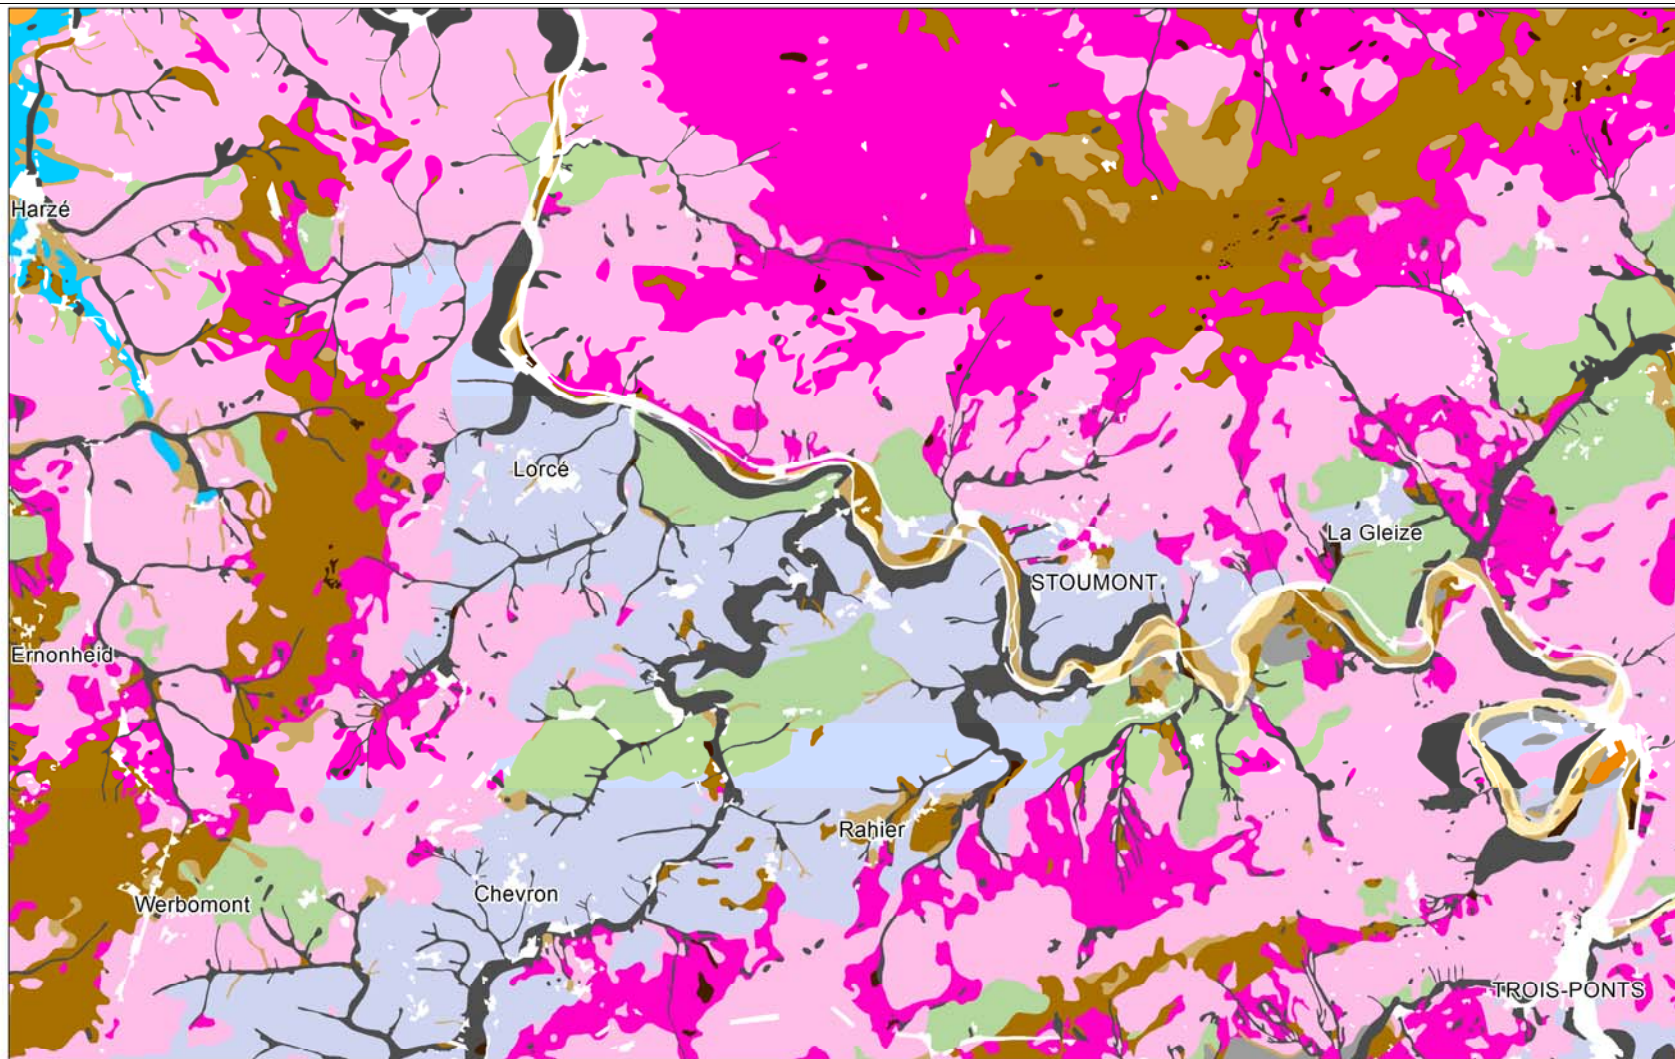 Harzé
Lorcé
La Gleize
STOUMONT
Ernonheid
Rahier
Chevron
Werbomont
TROIS-PONTS